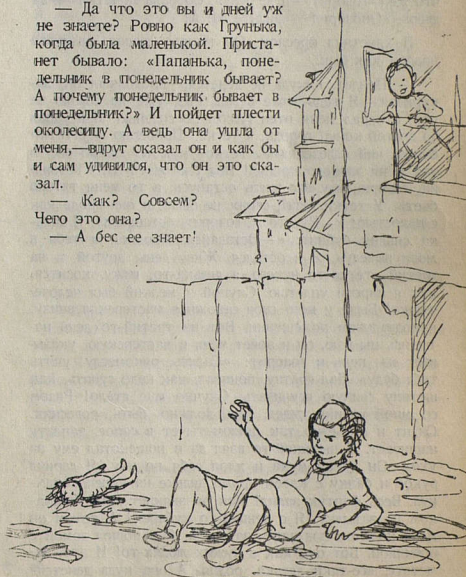 — Да что это вы и дней уж
не знаете? Ровно как Грунька,
когда была маленькой. Приста-
нет бывало: «Папанька, поне-
дельник в понедельник бывает?
А почему понедельник бывает в
понедельник?» И пойдет плести
околесицу. А ведь она ушла от
меня,—вдруг сказал он и как бы
и сам удивился, что он это ска-
зал.
— Как? Совсем?
Чего это она?
— А бес ее знает!